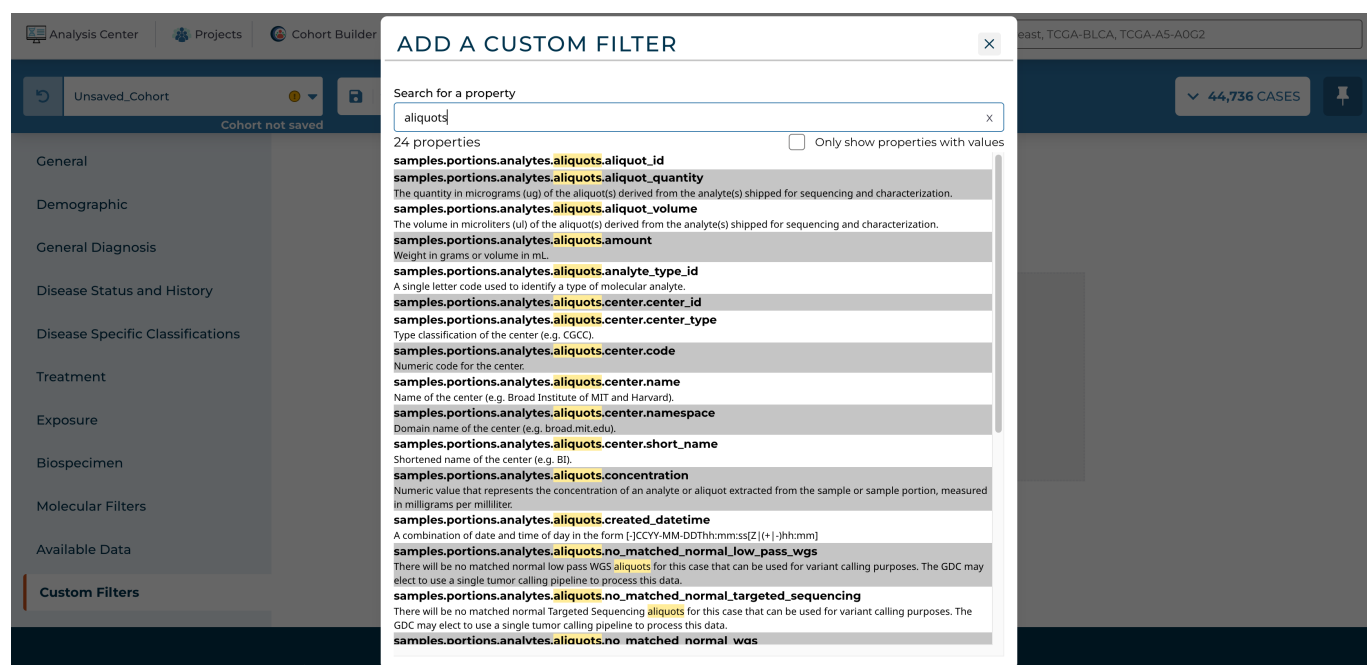 Analysis Center
Projects
Cohort Builder
east, TCGA-BLCA, TCGA-A5-A0G2
Unsaved_Cohort
Cohort not saved
44,736 CASES
General
Demographic
General Diagnosis
Disease Status and History
Disease Specific Classifications
Treatment
Exposure
Biospecimen
Molecular Filters
Available Data
Custom Filters
ADD A CUSTOM FILTER
Search for a property
aliquots
x
24 properties
Only show properties with values
samples.portions.analytes.aliquots.aliquot_id
samples.portions.analytes.aliquots.aliquot_quantity
The quantity in micrograms (ug) of the aliquot(s) derived from the analyte(s) shipped for sequencing and characterization.
samples.portions.analytes.aliquots.aliquot_volume
The volume in microliters (ul) of the aliquot(s) derived from the analyte(s) shipped for sequencing and characterization.
samples.portions.analytes.aliquots.amount
Weight in grams or volume in mL.
samples.portions.analytes.aliquots.analyte_type_id
A single letter code used to identify a type of molecular analyte.
samples.portions.analytes.aliquots.center.center_id
samples.portions.analytes.aliquots.center.center_type
Type classification of the center (e.g. CGCC).
samples.portions.analytes.aliquots.center.code
Numeric code for the center.
samples.portions.analytes.aliquots.center.name
Name of the center (e.g. Broad Institute of MIT and Harvard).
samples.portions.analytes.aliquots.center.namespace
Domain name of the center (e.g. broad.mit.edu).
samples.portions.analytes.aliquots.center.short_name
Shortened name of the center (e.g. BI).
samples.portions.analytes.aliquots.concentration
Numeric value that represents the concentration of an analyte or aliquot extracted from the sample or sample portion, measured
in milligrams per milliliter.
samples.portions.analytes.aliquots.created_datetime
A combination of date and time of day in the form [-]CCYY-MM-DDThh:mm:ss[Z|(+|-)hh:mm]
samples.portions.analytes.aliquots.no_matched_normal_low_pass_wgs
There will be no matched normal low pass WGS aliquots for this case that can be used for variant calling purposes. The GDC may
elect to use a single tumor calling pipeline to process this data.
samples.portions.analytes.aliquots.no_matched_normal_targeted_sequencing
There will be no matched normal Targeted Sequencing aliquots for this case that can be used for variant calling purposes. The
GDC may elect to use a single tumor calling pipeline to process this data.
samples.portions.analytes.aliquots.no_matched_normal_wgs